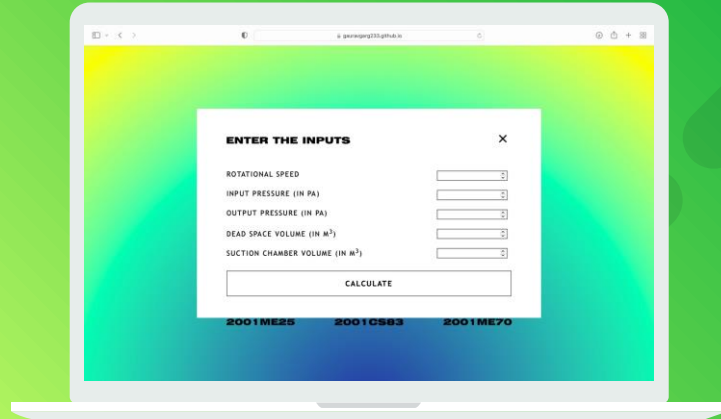 gauravgarg233.github.io
ENTER THE INPUTS
ROTATIONAL SPEED
INPUT PRESSURE (IN PA)
OUTPUT PRESSURE (IN PA)
DEAD SPACE VOLUME (IN M³)
SUCTION CHAMBER VOLUME (IN M³)
CALCULATE
2001ME25 2001CS83 2001ME70